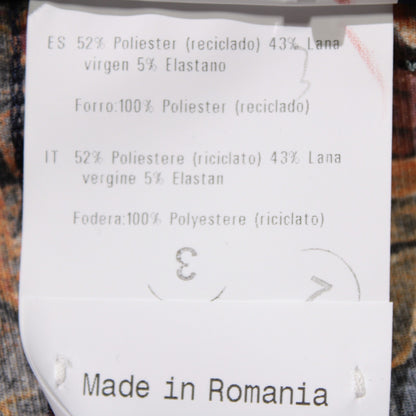 ES 52% Poliester (reciclado) 43% Lana
virgen 5% Elastano
Forro:100% Poliester (reciclado)
IT 52% Poliestere (riciclato) 43% Lana
vergine 5% Elastan
Fodera:100% Polyestere (riciclato)
3
Made in Romania